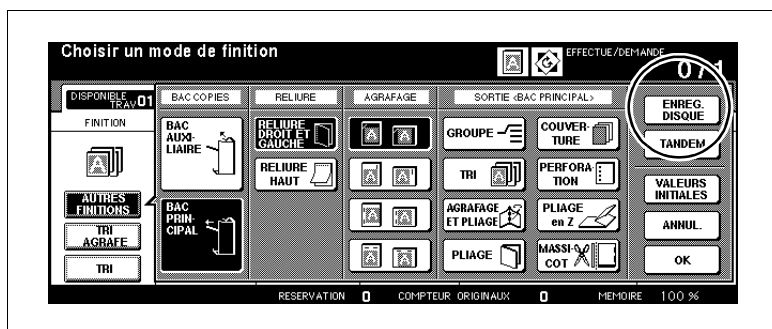 Choisir un mode de finition
EFFECTUE/DEMANDE
0/1
DISPONIBLE
TRAV 01
FINITION
AUTRES
FINITIONS
TRI
AGRAFE
TRI
BAC COPIES
BAC
AUXI-
LIAIRE
BAC
PRIN-
CIPAL
RELIURE
RELIURE
DROIT ET
GAUCHE
RELIURE
HAUT
AGRAFAGE
SORTIE <BAC PRINCIPAL>
GROUPE
COUVER-
TURE
TRI
PERFORA-
TION
AGRAFAGE
ET PLIAGE
PLIAGE
en Z
PLIAGE
MASSI-
COT
ENREG.
DISQUE
TANDEM
VALEURS
INITIALES
ANNUL.
OK
RESERVATION 0 COMPTEUR ORIGINAUX 0 MEMOIRE 100 %